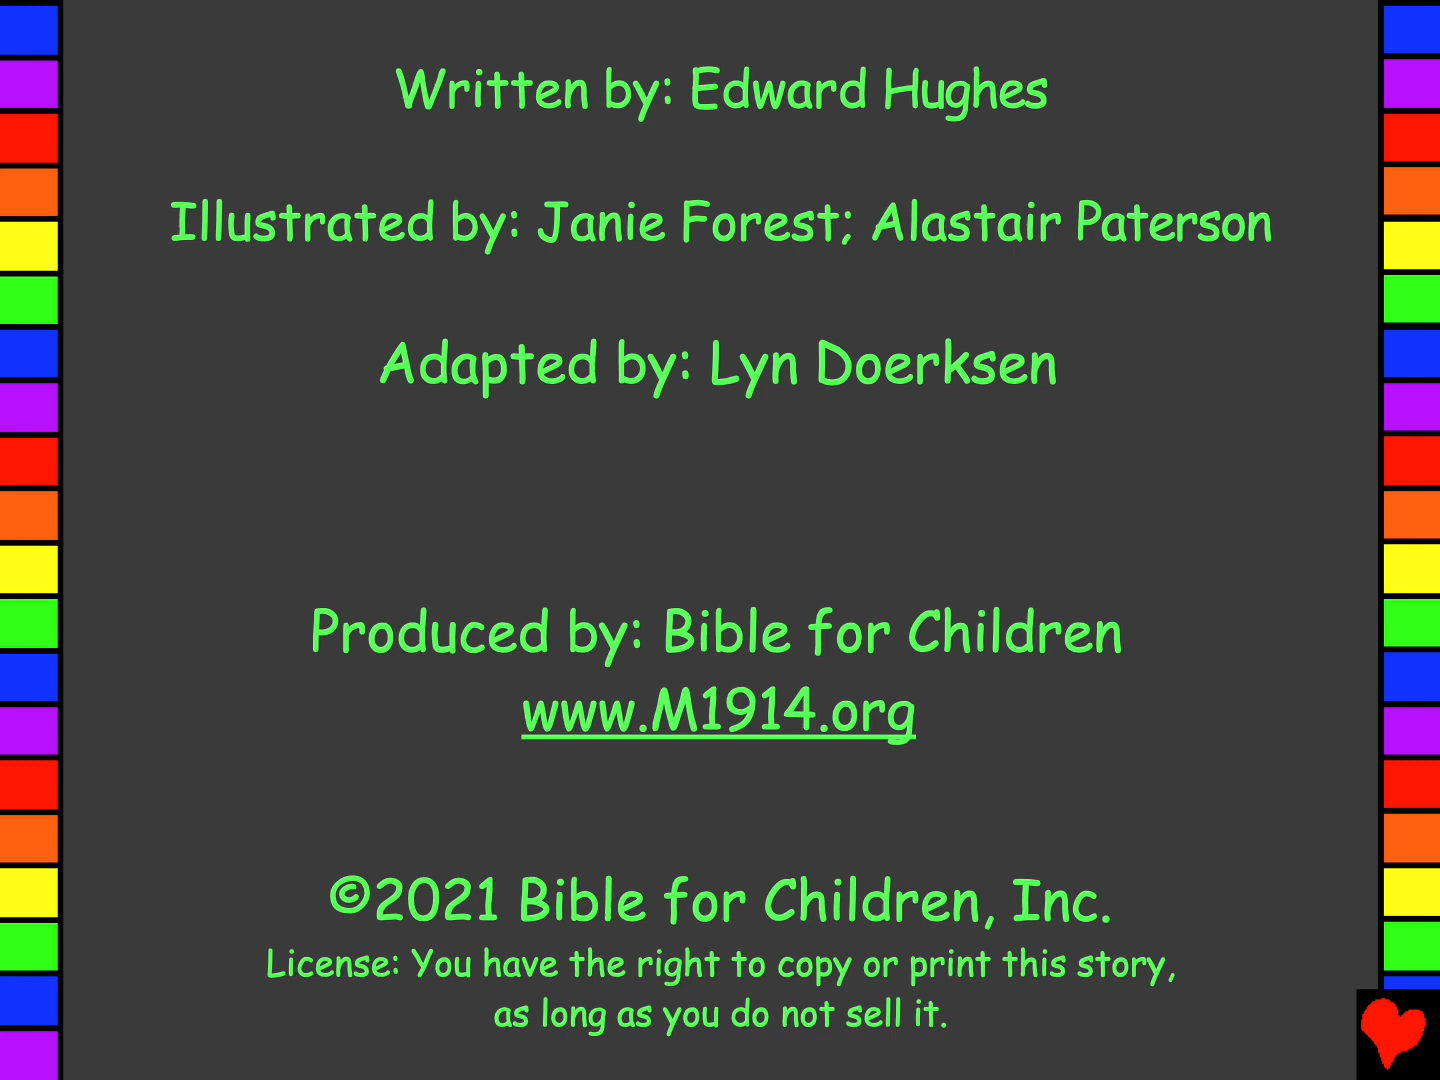 Written by: Edward Hughes
Illustrated by: Janie Forest; Alastair Paterson
Adapted by: Lyn Doerksen
Produced by: Bible for Children
www.M1914.org
©2021 Bible for Children, Inc.
License: You have the right to copy or print this story,
as long as you do not sell it.